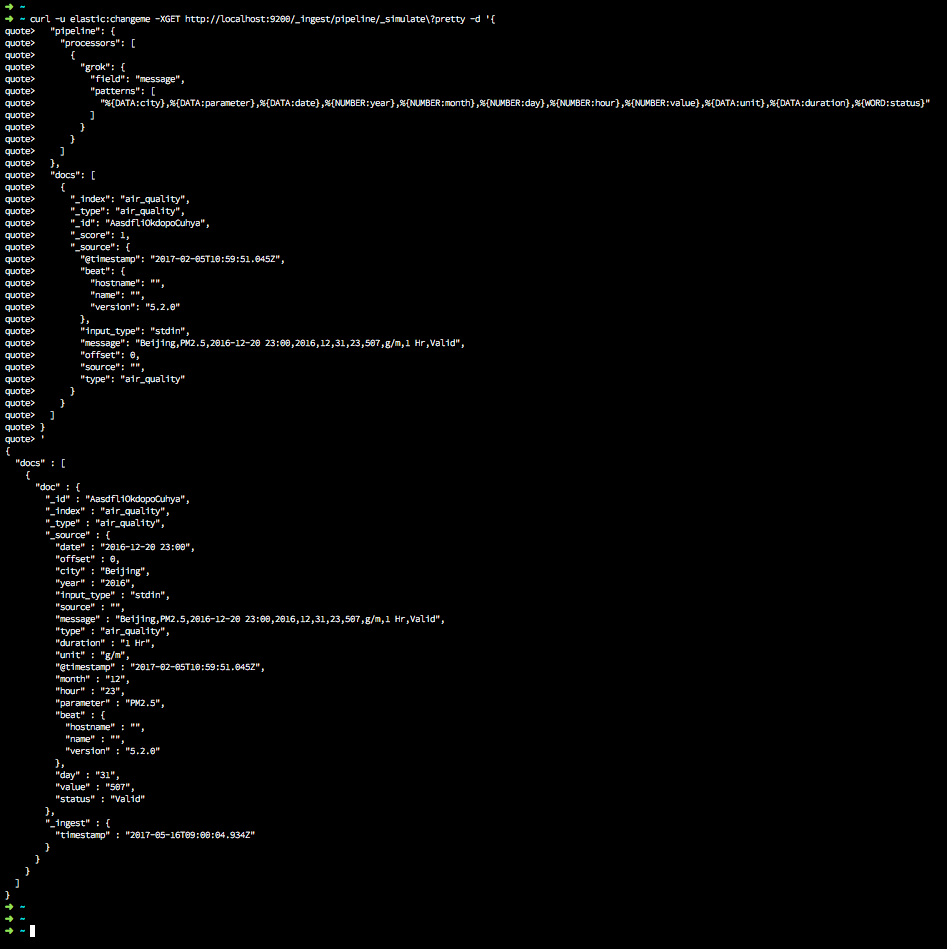 ➜ ~
➜ ~ curl -u elastic:changeme -XGET http://localhost:9200/_ingest/pipeline/_simulate\?pretty -d '{
quote>   "pipeline": {
quote>     "processors": [
quote>       {
quote>         "grok": {
quote>           "field": "message",
quote>           "patterns": [
quote>             "%{DATA:city},%{DATA:parameter},%{DATA:date},%{NUMBER:year},%{NUMBER:month},%{NUMBER:day},%{NUMBER:hour},%{NUMBER:value},%{DATA:unit},%{DATA:duration},%{WORD:status}"
quote>           ]
quote>         }
quote>       }
quote>     ]
quote>   },
quote>   "docs": [
quote>     {
quote>       "_index": "air_quality",
quote>       "_type": "air_quality",
quote>       "_id": "AasdfliOkdopoCuhya",
quote>       "_score": 1,
quote>       "_source": {
quote>         "@timestamp": "2017-02-05T10:59:51.045Z",
quote>         "beat": {
quote>           "hostname": "",
quote>           "name": "",
quote>           "version": "5.2.0"
quote>         },
quote>         "input_type": "stdin",
quote>         "message": "Beijing,PM2.5,2016-12-20 23:00,2016,12,31,23,507,g/m,1 Hr,Valid",
quote>         "offset": 0,
quote>         "source": "",
quote>         "type": "air_quality"
quote>       }
quote>     }
quote>   ]
quote> }
quote> '
{
  "docs" : [
    {
      "doc" : {
        "_id" : "AasdfliOkdopoCuhya",
        "_index" : "air_quality",
        "_type" : "air_quality",
        "_source" : {
          "date" : "2016-12-20 23:00",
          "offset" : 0,
          "city" : "Beijing",
          "year" : "2016",
          "input_type" : "stdin",
          "source" : "",
          "message" : "Beijing,PM2.5,2016-12-20 23:00,2016,12,31,23,507,g/m,1 Hr,Valid",
          "type" : "air_quality",
          "duration" : "1 Hr",
          "unit" : "g/m",
          "@timestamp" : "2017-02-05T10:59:51.045Z",
          "month" : "12",
          "hour" : "23",
          "parameter" : "PM2.5",
          "beat" : {
            "hostname" : "",
            "name" : "",
            "version" : "5.2.0"
          },
          "day" : "31",
          "value" : "507",
          "status" : "Valid"
        },
        "_ingest" : {
          "timestamp" : "2017-05-16T09:00:04.934Z"
        }
      }
    }
  ]
}
➜ ~
➜ ~
➜ ~